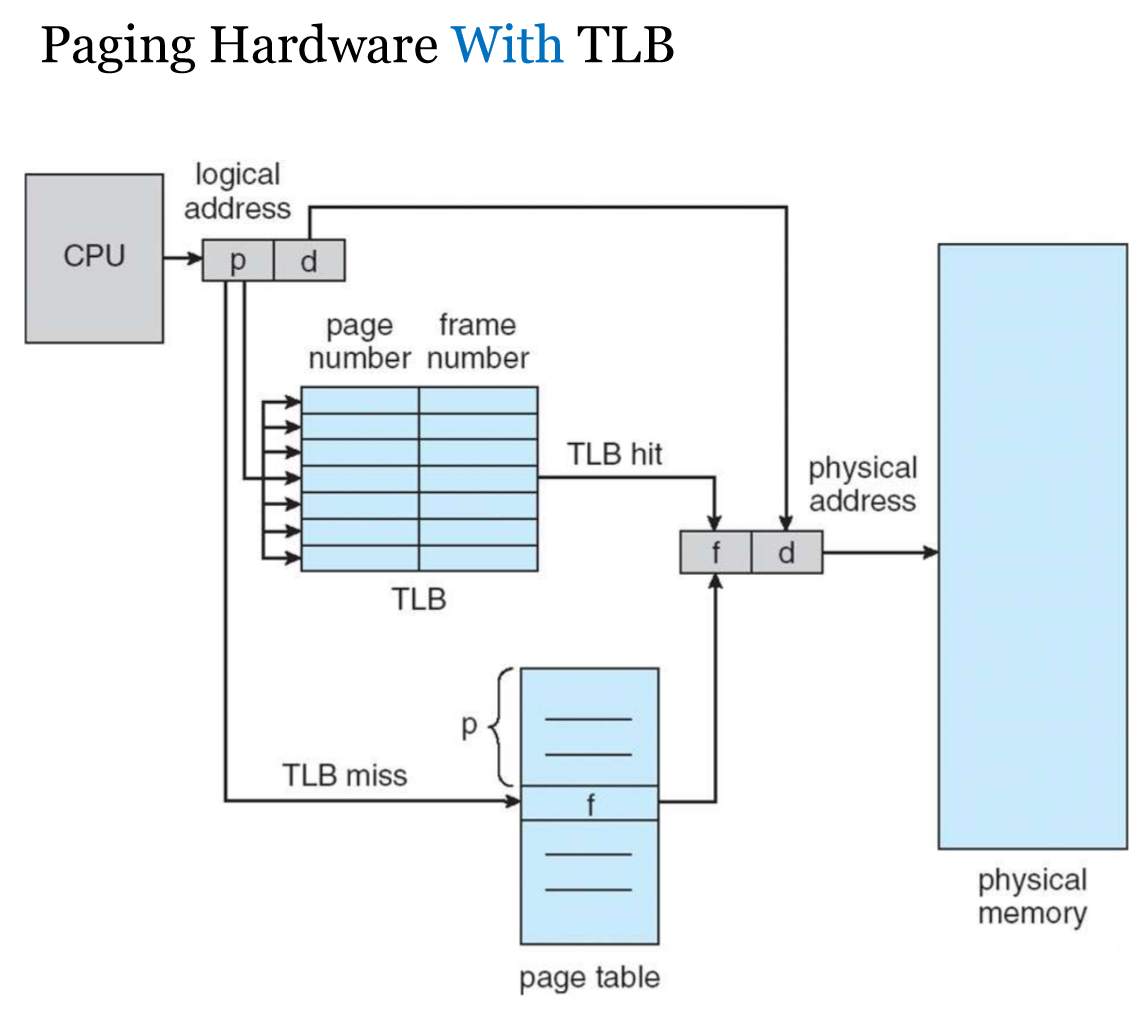 Paging Hardware With TLB
logical
address
CPU
p
d
page
number
frame
number
TLB hit
physical
address
f
d
TLB
p
TLB miss
f
physical
memory
page table